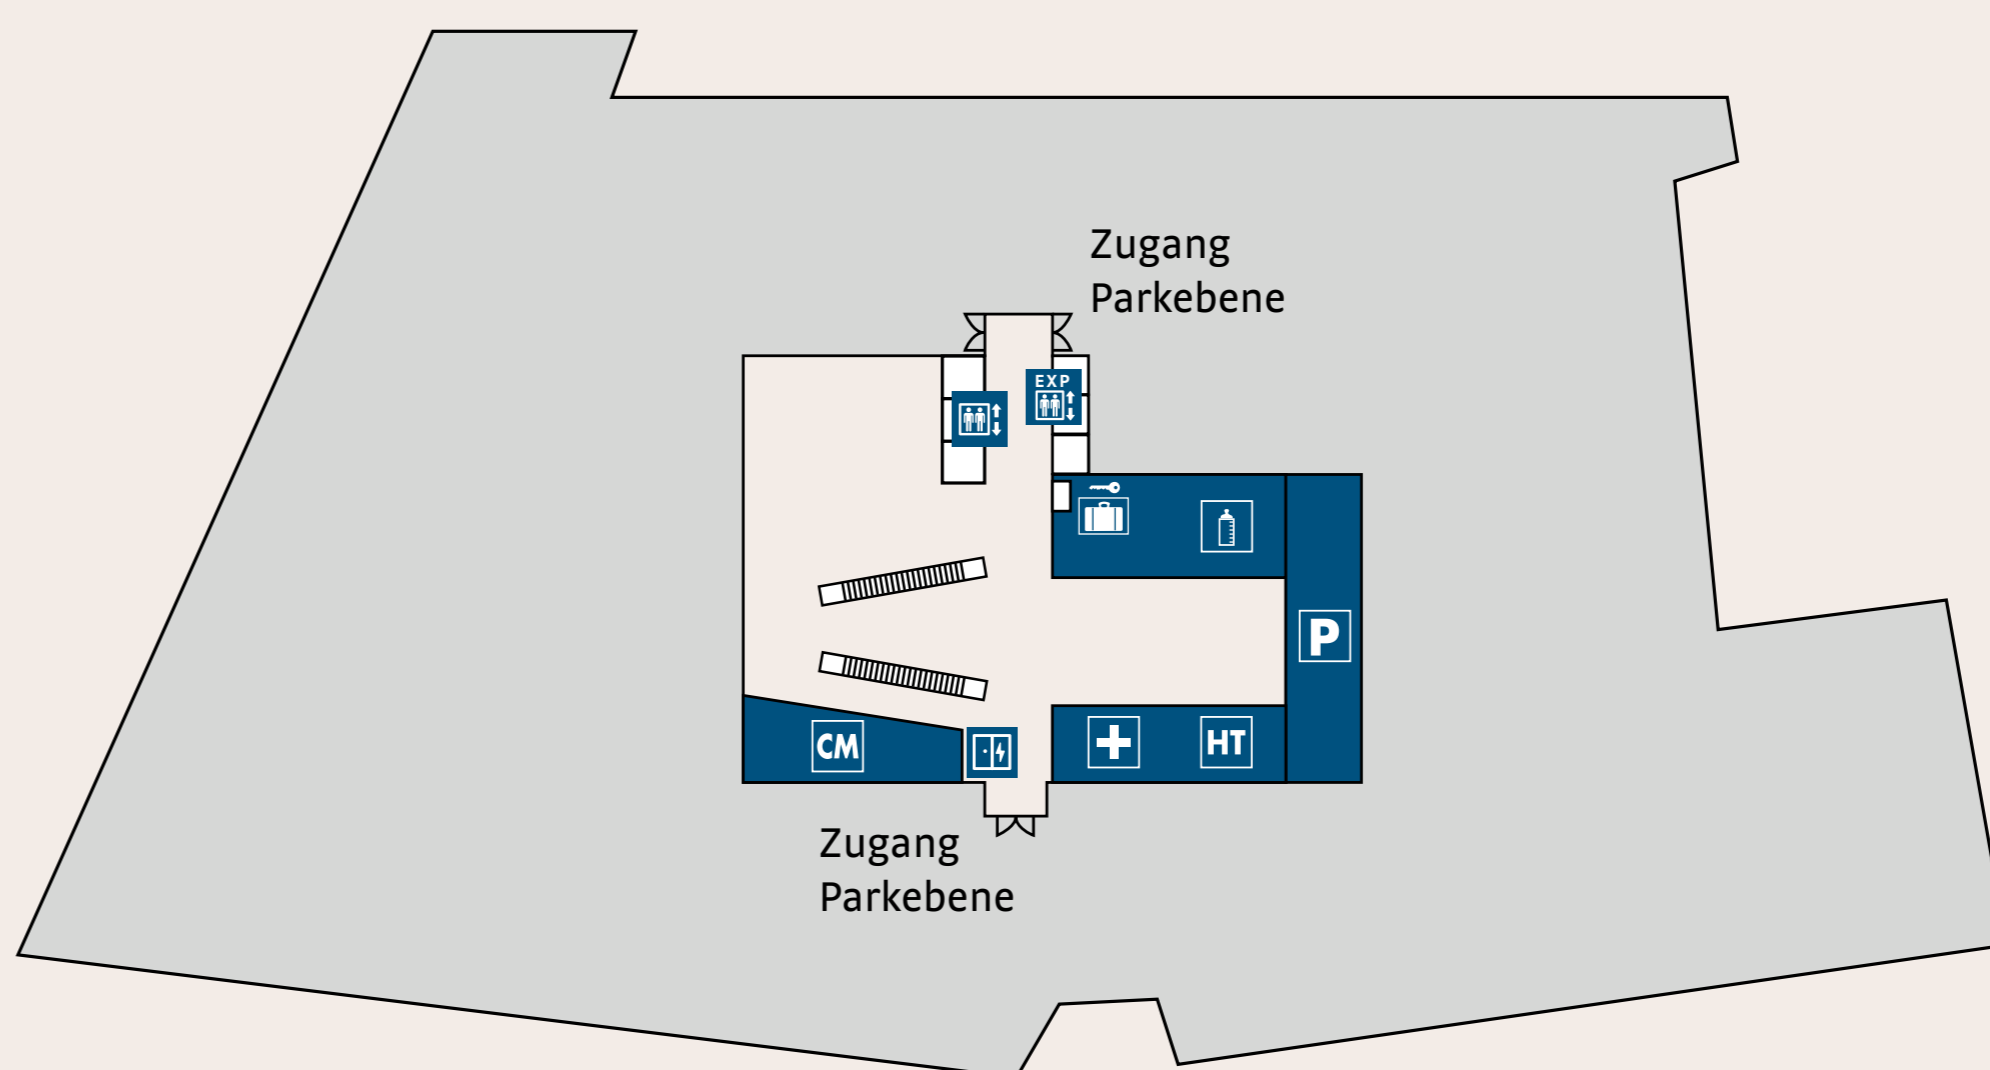 Zugang
Parkebene
EXP
P
CM
HT
Zugang
Parkebene